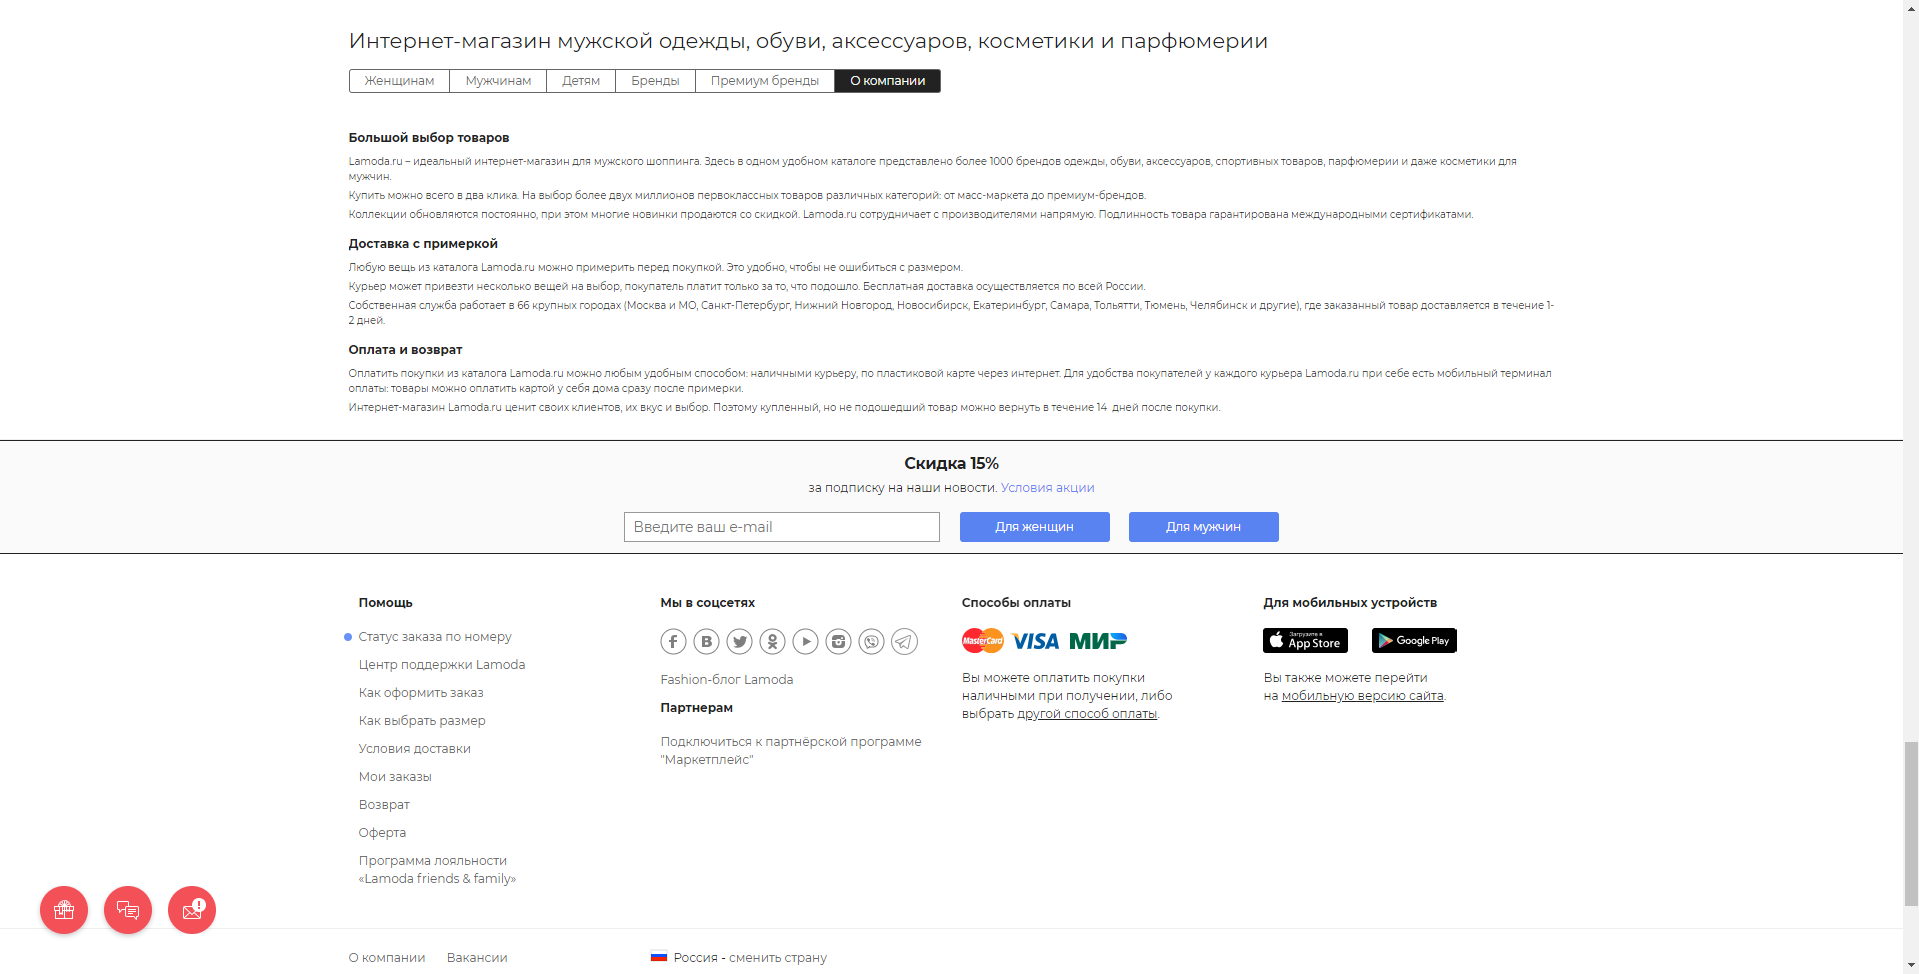 Интернет-магазин мужской одежды, обуви, аксессуаров, косметики и парфюмерии
Женщинам
Мужчинам
Детям
Бренды
Премиум бренды
О компании
Большой выбор товаров
Lamoda.ru – идеальный интернет-магазин для мужского шоппинга. Здесь в одном удобном каталоге представлено более 1000 брендов одежды, обуви, аксессуаров, спортивных товаров, парфюмерии и даже косметики для
мужчин.
Купить можно всего в два клика. На выбор более двух миллионов первоклассных товаров различных категорий: от масс-маркета до премиум-брендов.
Коллекции обновляются постоянно, при этом многие новинки продаются со скидкой. Lamoda.ru сотрудничает с производителями напрямую. Подлинность товара гарантирована международными сертификатами.
Доставка с примеркой
Любую вещь из каталога Lamoda.ru можно примерить перед покупкой. Это удобно, чтобы не ошибиться с размером.
Курьер может привезти несколько вещей на выбор, покупатель платит только за то, что подошло. Бесплатная доставка осуществляется по всей России.
Собственная служба работает в 66 крупных городах (Москва и МО, Санкт-Петербург, Нижний Новгород, Новосибирск, Екатеринбург, Самара, Тольятти, Тюмень, Челябинск и другие), где заказанный товар доставляется в течение 1-
2 дней.
Оплата и возврат
Оплатить покупки из каталога Lamoda.ru можно любым удобным способом: наличными курьеру, по пластиковой карте через интернет. Для удобства покупателей у каждого курьера Lamoda.ru при себе есть мобильный терминал
оплаты: товары можно оплатить картой у себя дома сразу после примерки.
Интернет-магазин Lamoda.ru ценит своих клиентов, их вкус и выбор. Поэтому купленный, но не подошедший товар можно вернуть в течение 14 дней после покупки.
Скидка 15%
за подписку на наши новости. Условия акции
Введите ваш e-mail
Для женщин
Для мужчин
Помощь
Статус заказа по номеру
Центр поддержки Lamoda
Как оформить заказ
Как выбрать размер
Условия доставки
Мои заказы
Возврат
Оферта
Программа лояльности
«Lamoda friends & family»
Мы в соцсетях
Fashion-блог Lamoda
Партнерам
Подключиться к партнёрской программе
"Маркетплейс"
Способы оплаты
MasterCard VISA МИР
Вы можете оплатить покупки
наличными при получении, либо
выбрать другой способ оплаты.
Для мобильных устройств
Загрузите в
App Store
Google Play
Вы также можете перейти
на мобильную версию сайта.
О компании
Вакансии
Россия - сменить страну